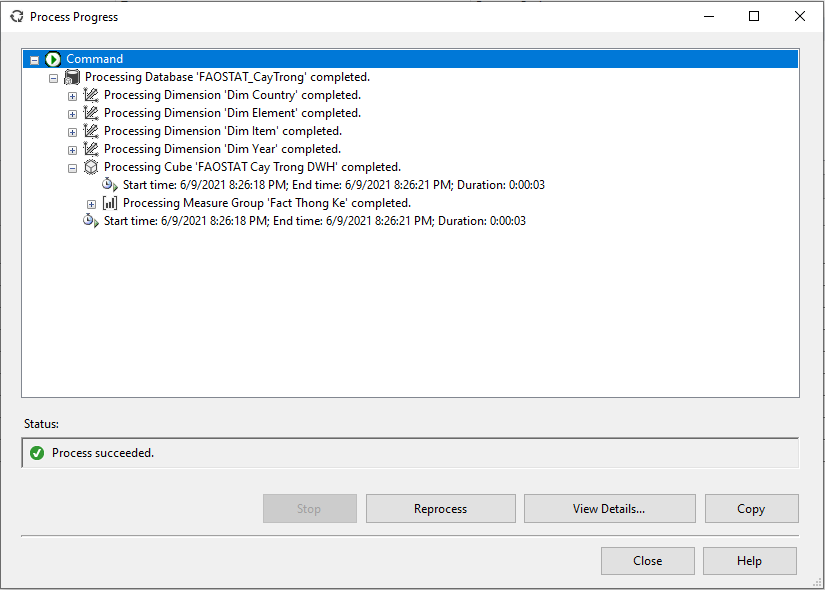 Process Progress
Command
Processing Database 'FAOSTAT_CayTrong' completed.
Processing Dimension 'Dim Country' completed.
Processing Dimension 'Dim Element' completed.
Processing Dimension 'Dim Item' completed.
Processing Dimension 'Dim Year' completed.
Processing Cube 'FAOSTAT Cay Trong DWH' completed.
Start time: 6/9/2021 8:26:18 PM; End time: 6/9/2021 8:26:21 PM; Duration: 0:00:03
Processing Measure Group 'Fact Thong Ke' completed.
Start time: 6/9/2021 8:26:18 PM; End time: 6/9/2021 8:26:21 PM; Duration: 0:00:03
Status:
Process succeeded.
Stop Reprocess View Details... Copy
Close Help